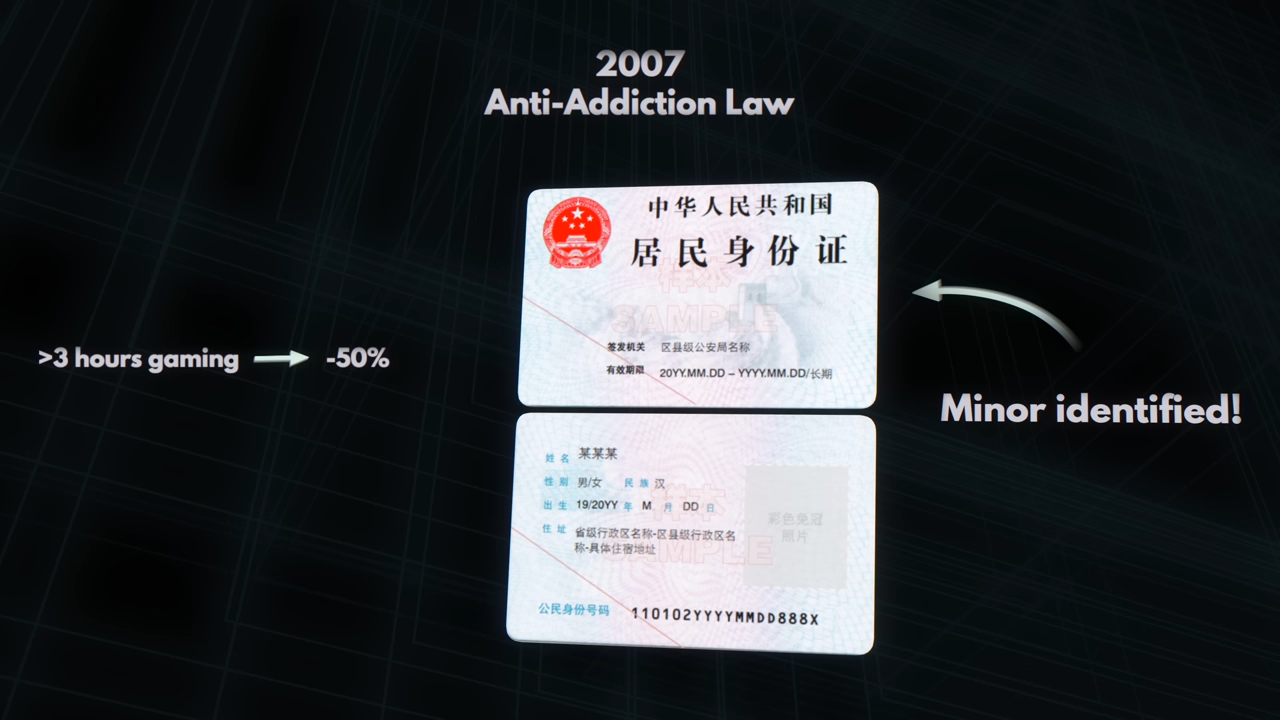 2007
Anti-Addiction Law
中华人民共和国
居民身份证
样本
SAMPLE
签发机关 区县级公安局名称
有效期限 20YY.MM.DD – YYYY.MM.DD/长期
>3 hours gaming
-50%
Minor identified!
姓名 某某某
性别 男/女 民族 汉
出生 19/20YY 年 M 月 DD 日
住址 省级行政区名称-区县级行政区名
称-具体住宿地址
样本
SAMPLE
彩色免冠
照片
公民身份号码 110102YYYYMMDD888X